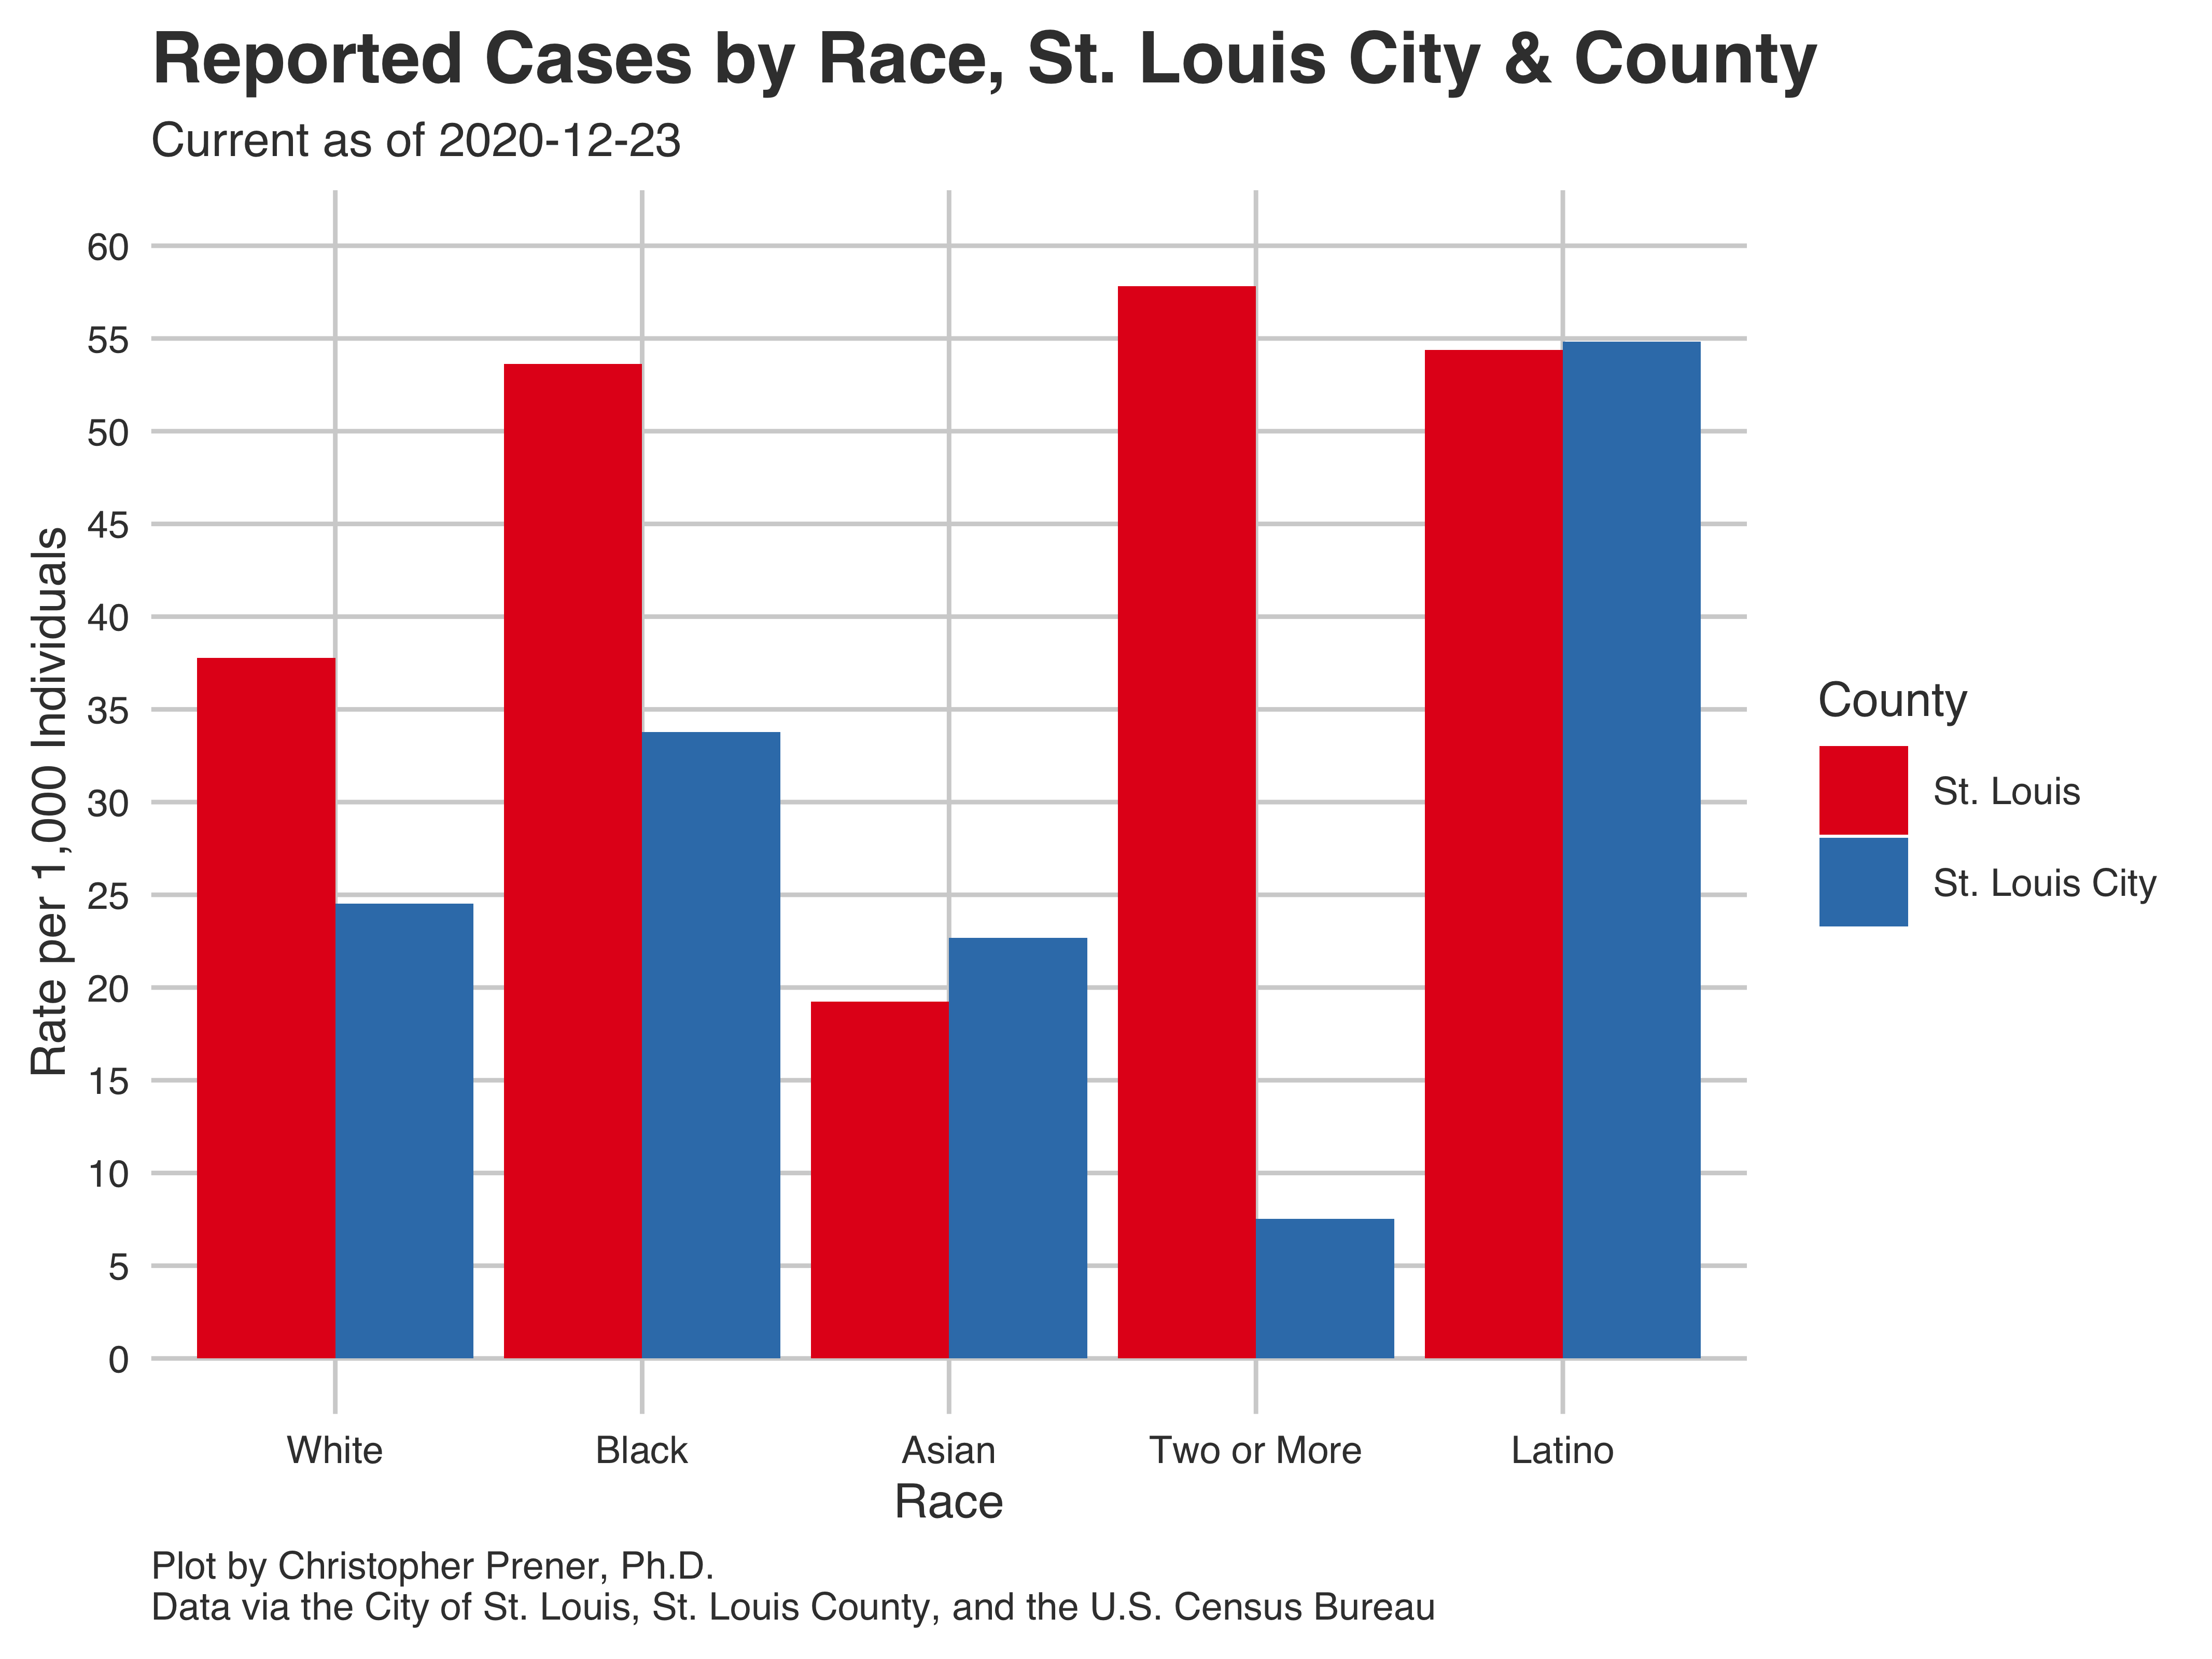 Reported Cases by Race, St. Louis City & County
Current as of 2020-12-23
Rate per 1,000 Individuals
60
55
50
45
40
35
30
25
20
15
10
5
0
White
Black
Asian
Two or More
Latino
Race
County
St. Louis
St. Louis City
Plot by Christopher Prener, Ph.D.
Data via the City of St. Louis, St. Louis County, and the U.S. Census Bureau